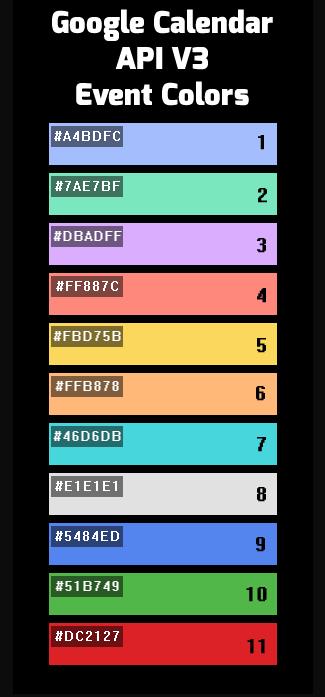 Google Calendar
API V3
Event Colors
#A4BDFC 1
#7AE7BF 2
#DBADFF 3
#FF887C 4
#FBD75B 5
#FFB878 6
#46D6DB 7
#E1E1E1 8
#5484ED 9
#51B749 10
#DC2127 11